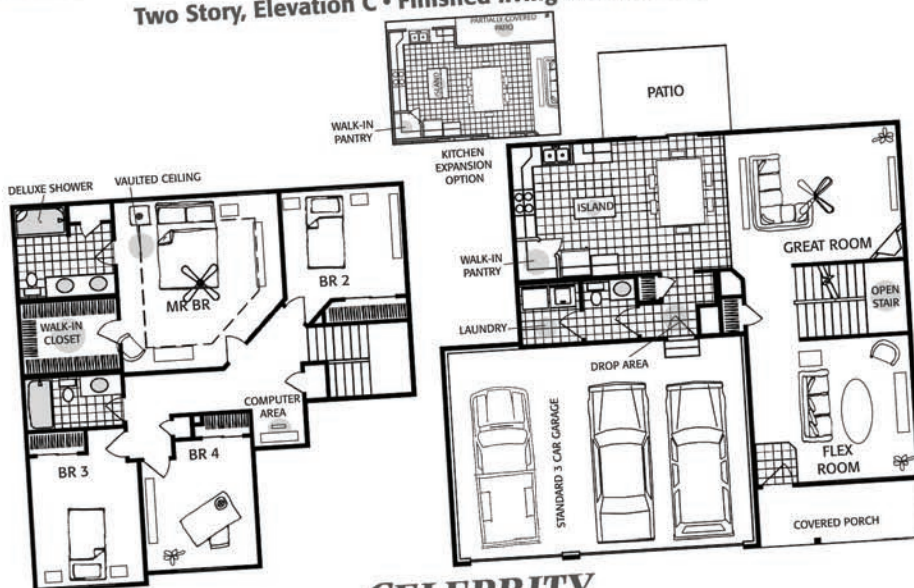 Two Story, Elevation C • Finished
PARTIALLY COVERED
PATIO
ISLAND
WALK-IN
PANTRY
KITCHEN
EXPANSION
OPTION
PATIO
DELUXE SHOWER
VAULTED CEILING
MR BR
BR 2
WALK-IN
CLOSET
COMPUTER
AREA
BR 3
BR 4
ISLAND
WALK-IN
PANTRY
GREAT ROOM
OPEN
STAIR
LAUNDRY
DROP AREA
STANDARD 3 CAR GARAGE
FLEX
ROOM
COVERED PORCH
CELEBRITY